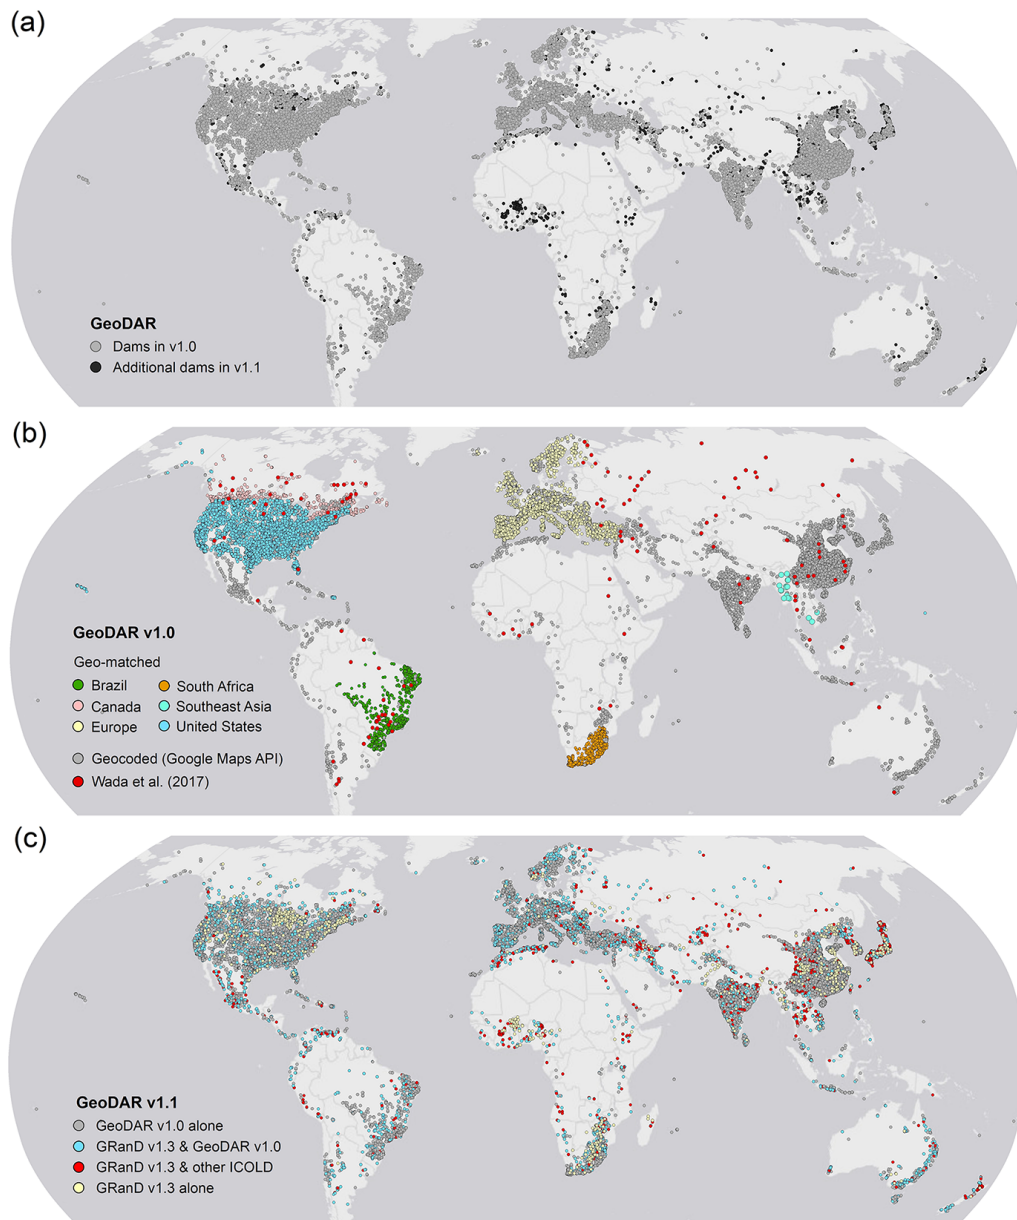 (a)
GeoDAR
Dams in v1.0
Additional dams in v1.1
(b)
GeoDAR v1.0
Geo-matched
Brazil
South Africa
Canada
Southeast Asia
Europe
United States
Geocoded (Google Maps API)
Wada et al. (2017)
(c)
GeoDAR v1.1
GeoDAR v1.0 alone
GRanD v1.3 & GeoDAR v1.0
GRanD v1.3 & other ICOLD
GRanD v1.3 alone